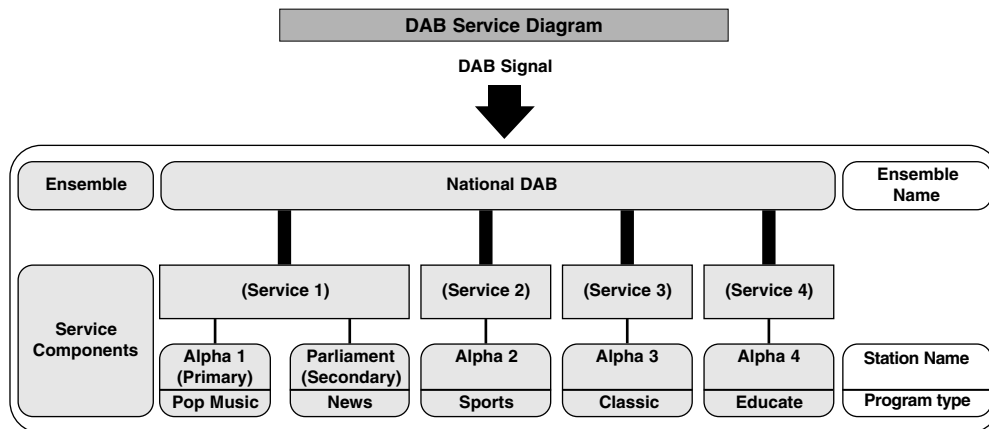 DAB Service Diagram
DAB Signal
Ensemble
National DAB
Ensemble
Name
Service
Components
(Service 1)
(Service 2)
(Service 3)
(Service 4)
Alpha 1
(Primary)
Parliament
(Secondary)
Alpha 2
Alpha 3
Alpha 4
Station Name
Pop Music
News
Sports
Classic
Educate
Program type